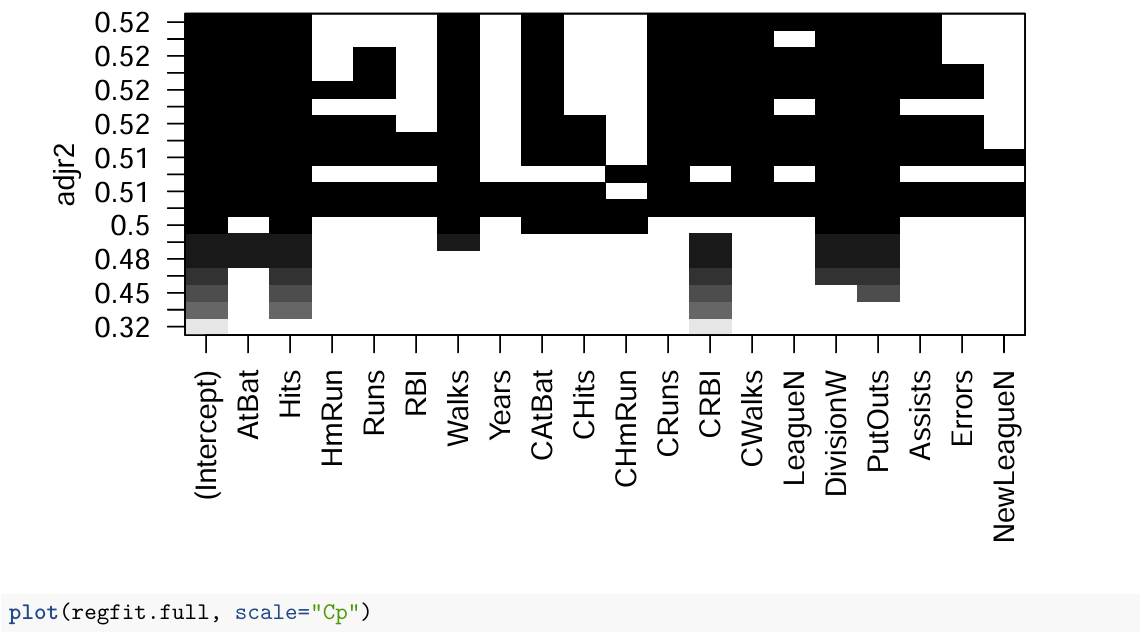 0.52
0.52
0.52
0.52
0.51
0.51
0.5
0.48
0.45
0.32
adjr2
(Intercept)
AtBat
Hits
HmRun
Runs
RBI
Walks
Years
CAtBat
CHits
CHmRun
CRuns
CRBI
CWalks
LeagueN
DivisionW
PutOuts
Assists
Errors
NewLeagueN
plot(regfit.full, scale="Cp")